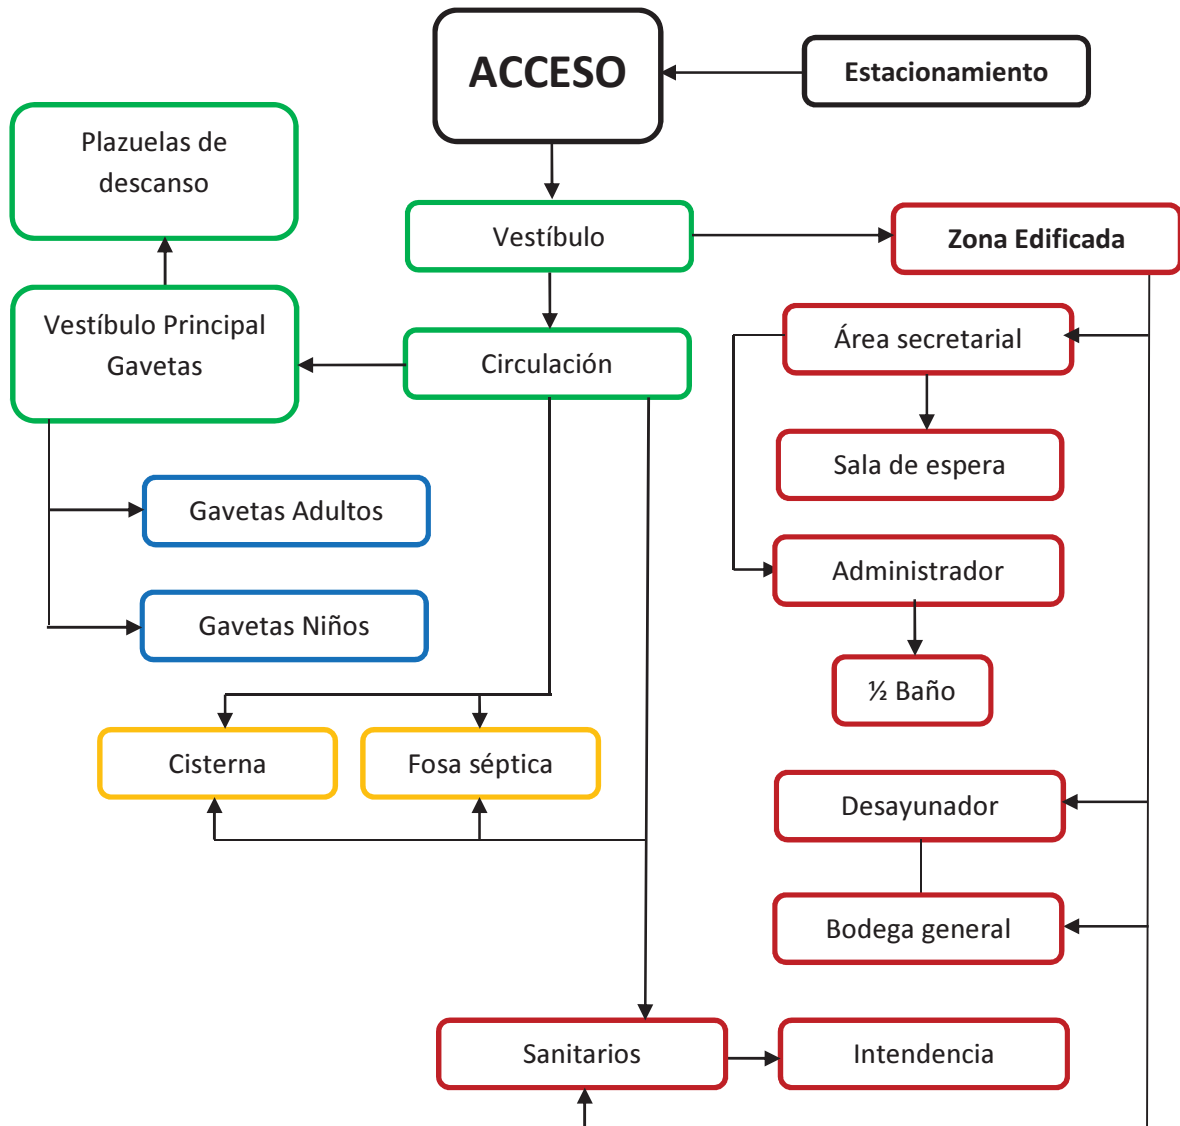 ACCESO
Estacionamiento
Plazuelas de
descanso
Vestíbulo
Zona Edificada
Vestíbulo Principal
Gavetas
Circulación
Área secretarial
Sala de espera
Gavetas Adultos
Administrador
Gavetas Niños
½ Baño
Cisterna
Fosa séptica
Desayunador
Bodega general
Sanitarios
Intendencia